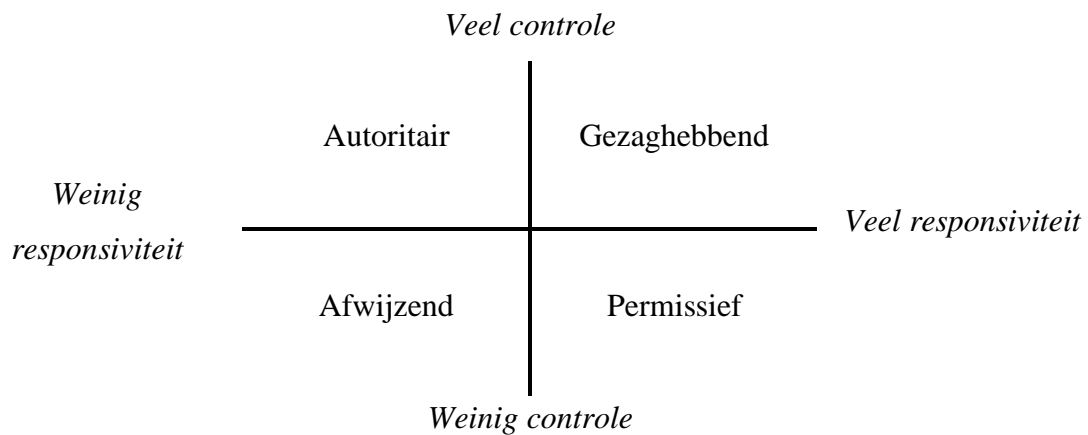 Veel controle
Autoritair
Gezaghebbend
Weinig
responsiviteit
Veel responsiviteit
Afwijzend
Permissief
Weinig controle